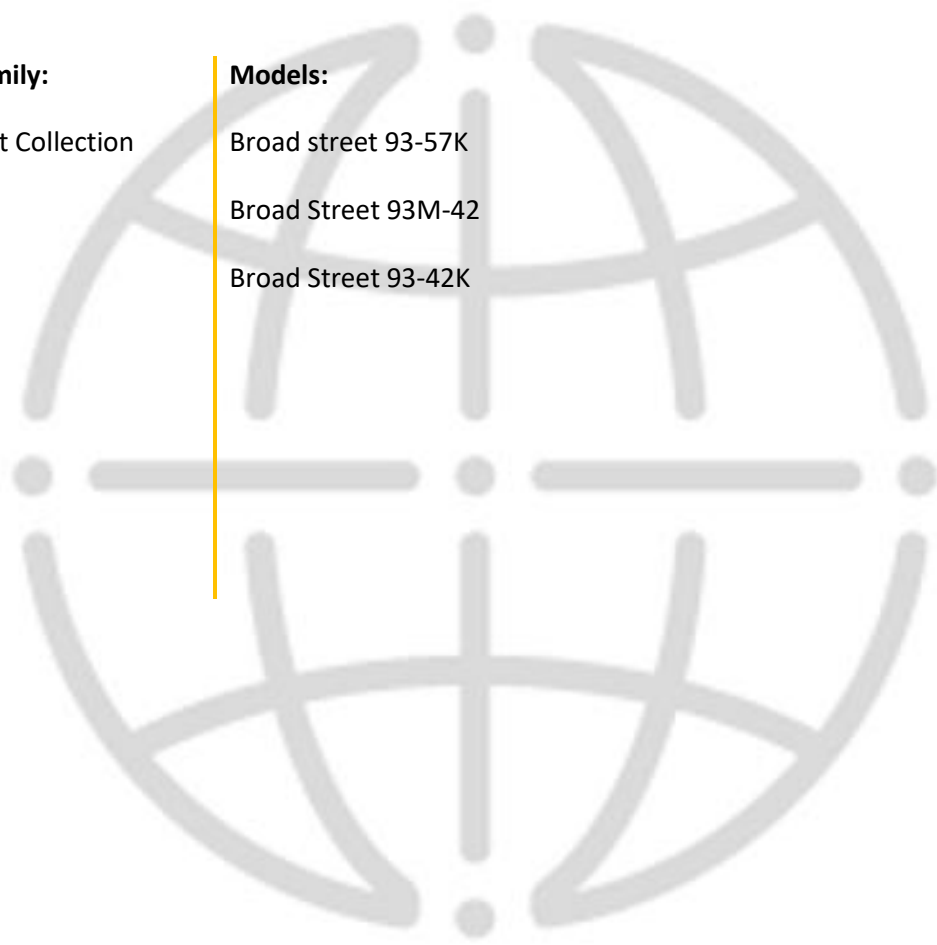 mily:
t Collection
Models:
Broad street 93-57K
Broad Street 93M-42
Broad Street 93-42K